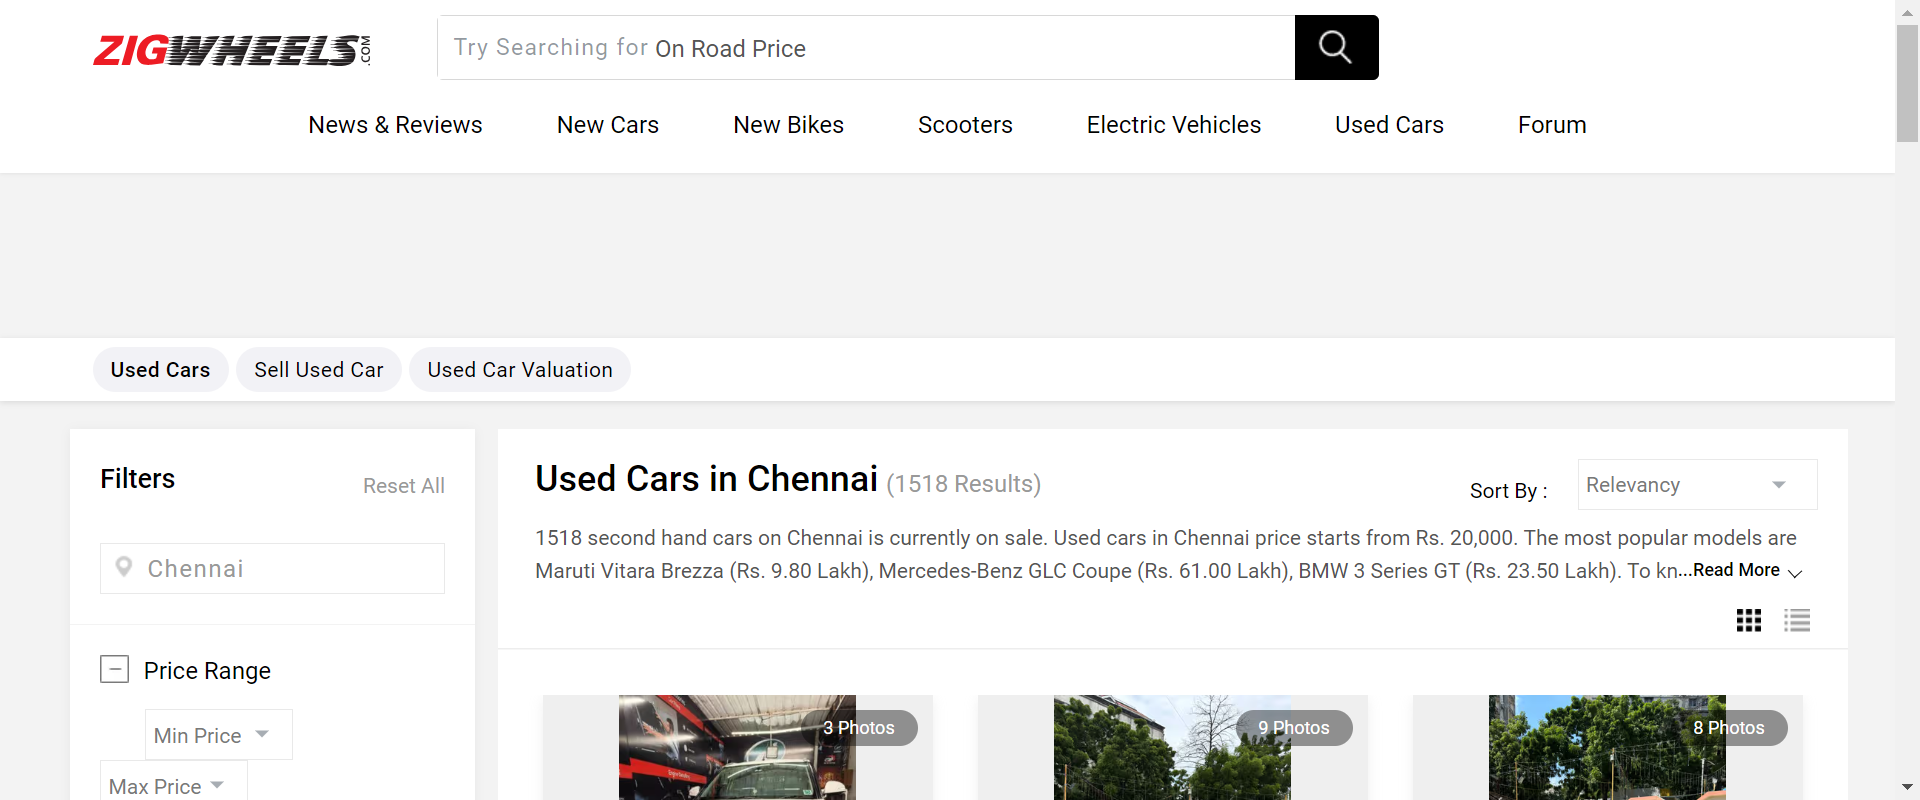 ZIGWHEELS.COM
Try Searching for On Road Price
News & Reviews
New Cars
New Bikes
Scooters
Electric Vehicles
Used Cars
Forum
Used Cars
Sell Used Car
Used Car Valuation
Filters
Reset All
Chennai
Price Range
Min Price
Max Price
Used Cars in Chennai (1518 Results)
Sort By :
Relevancy
1518 second hand cars on Chennai is currently on sale. Used cars in Chennai price starts from Rs. 20,000. The most popular models are
Maruti Vitara Brezza (Rs. 9.80 Lakh), Mercedes-Benz GLC Coupe (Rs. 61.00 Lakh), BMW 3 Series GT (Rs. 23.50 Lakh). To kn...Read More
3 Photos
9 Photos
8 Photos